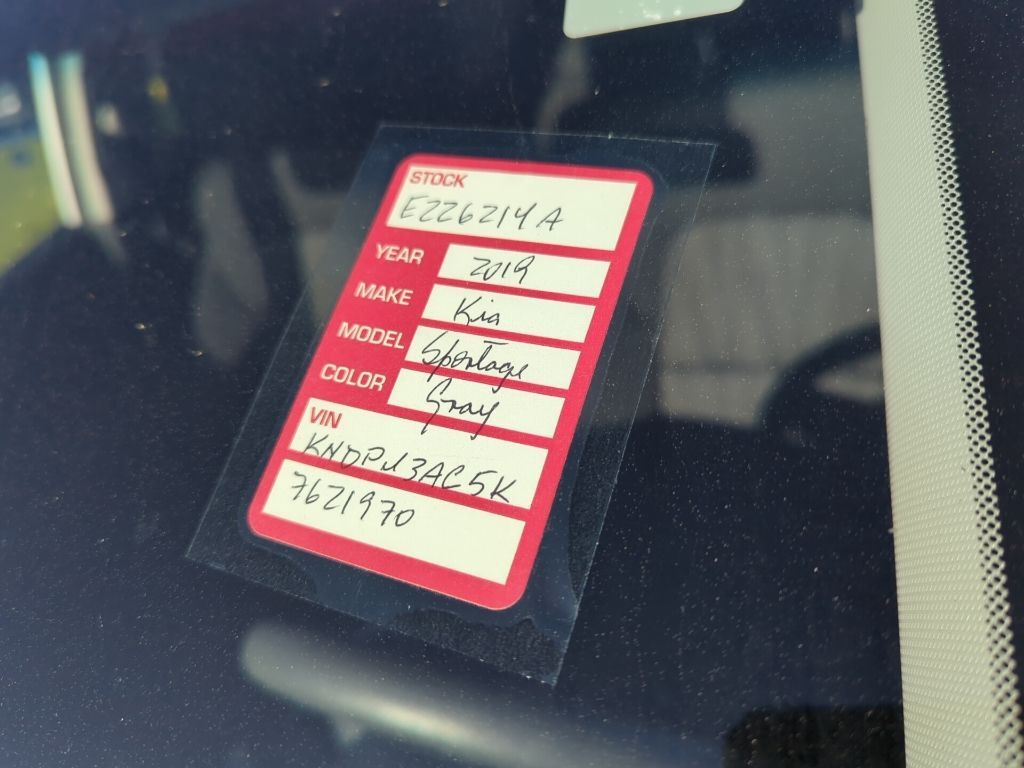 STOCK
E226214A
YEAR 2019
MAKE Kia
MODEL Sportage
COLOR Gray
VIN
KNDPM3AC5K
7621970